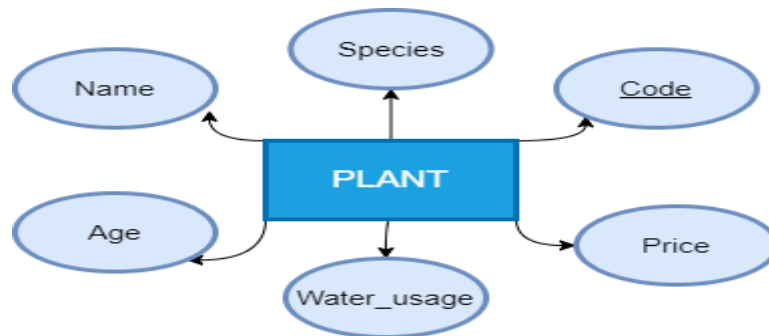 Species
Name
Code
PLANT
Age
Price
Water_usage